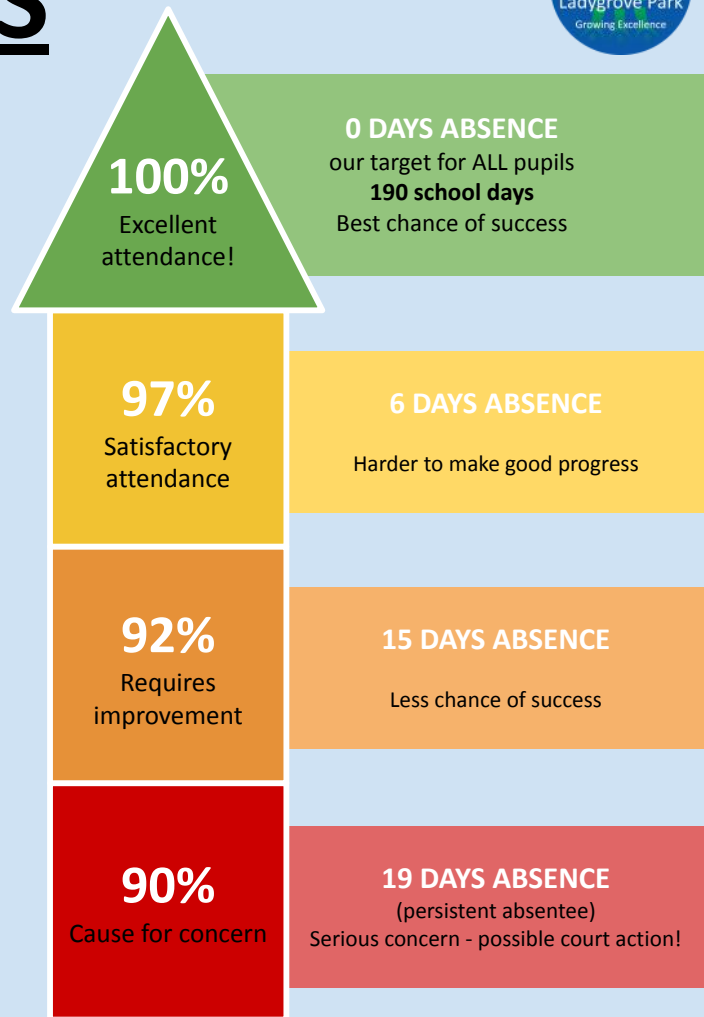 S
Ladygrove Park
Growing Excellence
100%
Excellent
attendance!
0 DAYS ABSENCE
our target for ALL pupils
190 school days
Best chance of success
97%
Satisfactory
attendance
6 DAYS ABSENCE
Harder to make good progress
92%
Requires
improvement
15 DAYS ABSENCE
Less chance of success
90%
Cause for concern
19 DAYS ABSENCE
(persistent absentee)
Serious concern - possible court action!